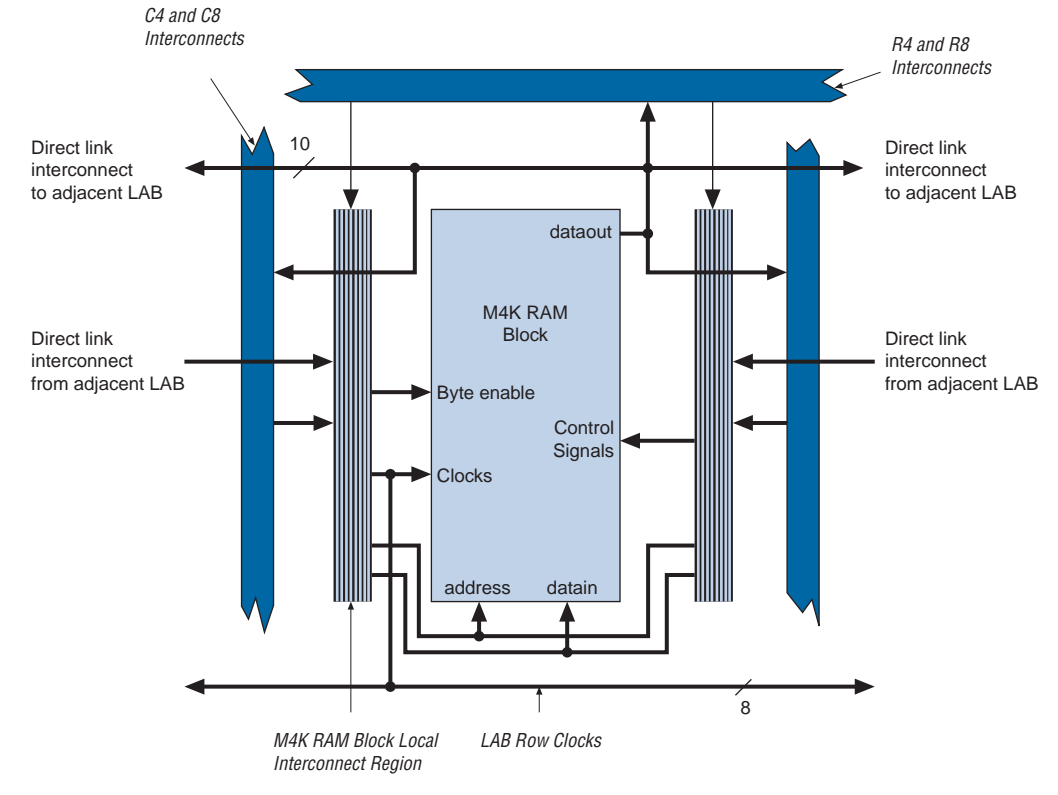 C4 and C8
Interconnects
R4 and R8
Interconnects
Direct link
interconnect
to adjacent LAB
10
Direct link
interconnect
to adjacent LAB
dataout
M4K RAM
Block
Direct link
interconnect
from adjacent LAB
Direct link
interconnect
from adjacent LAB
Byte enable
Control
Signals
Clocks
address
datain
8
M4K RAM Block Local
Interconnect Region
LAB Row Clocks